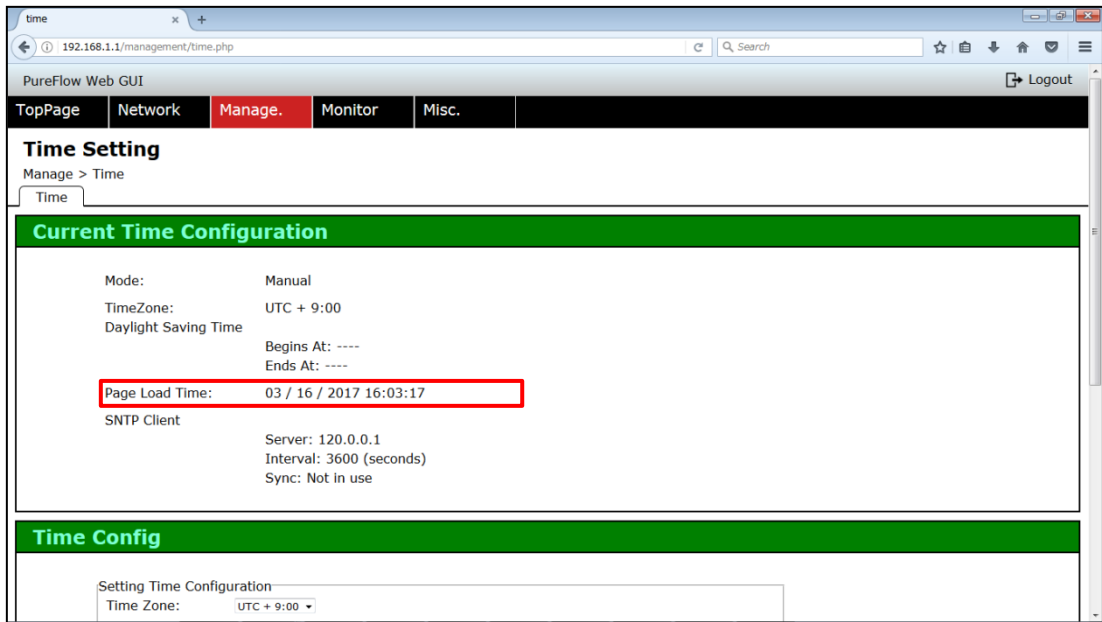 time
192.168.1.1/management/time.php
Search
PureFlow Web GUI
Logout
TopPage Network Manage. Monitor Misc.
Time Setting
Manage > Time
Time
Current Time Configuration
Mode: Manual
TimeZone: UTC + 9:00
Daylight Saving Time
Begins At: ----
Ends At: ----
Page Load Time: 03 / 16 / 2017 16:03:17
SNTP Client
Server: 120.0.0.1
Interval: 3600 (seconds)
Sync: Not in use
Time Config
Setting Time Configuration
Time Zone: UTC + 9:00